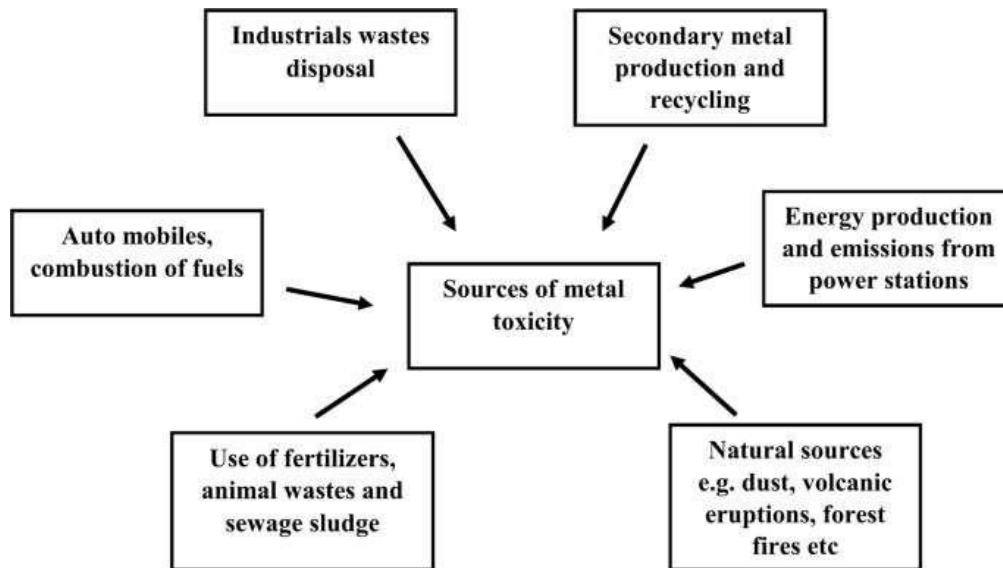 Industrials wastes
disposal
Secondary metal
production and
recycling
Auto mobiles,
combustion of fuels
Energy production
and emissions from
power stations
Sources of metal
toxicity
Use of fertilizers,
animal wastes and
sewage sludge
Natural sources
e.g. dust, volcanic
eruptions, forest
fires etc